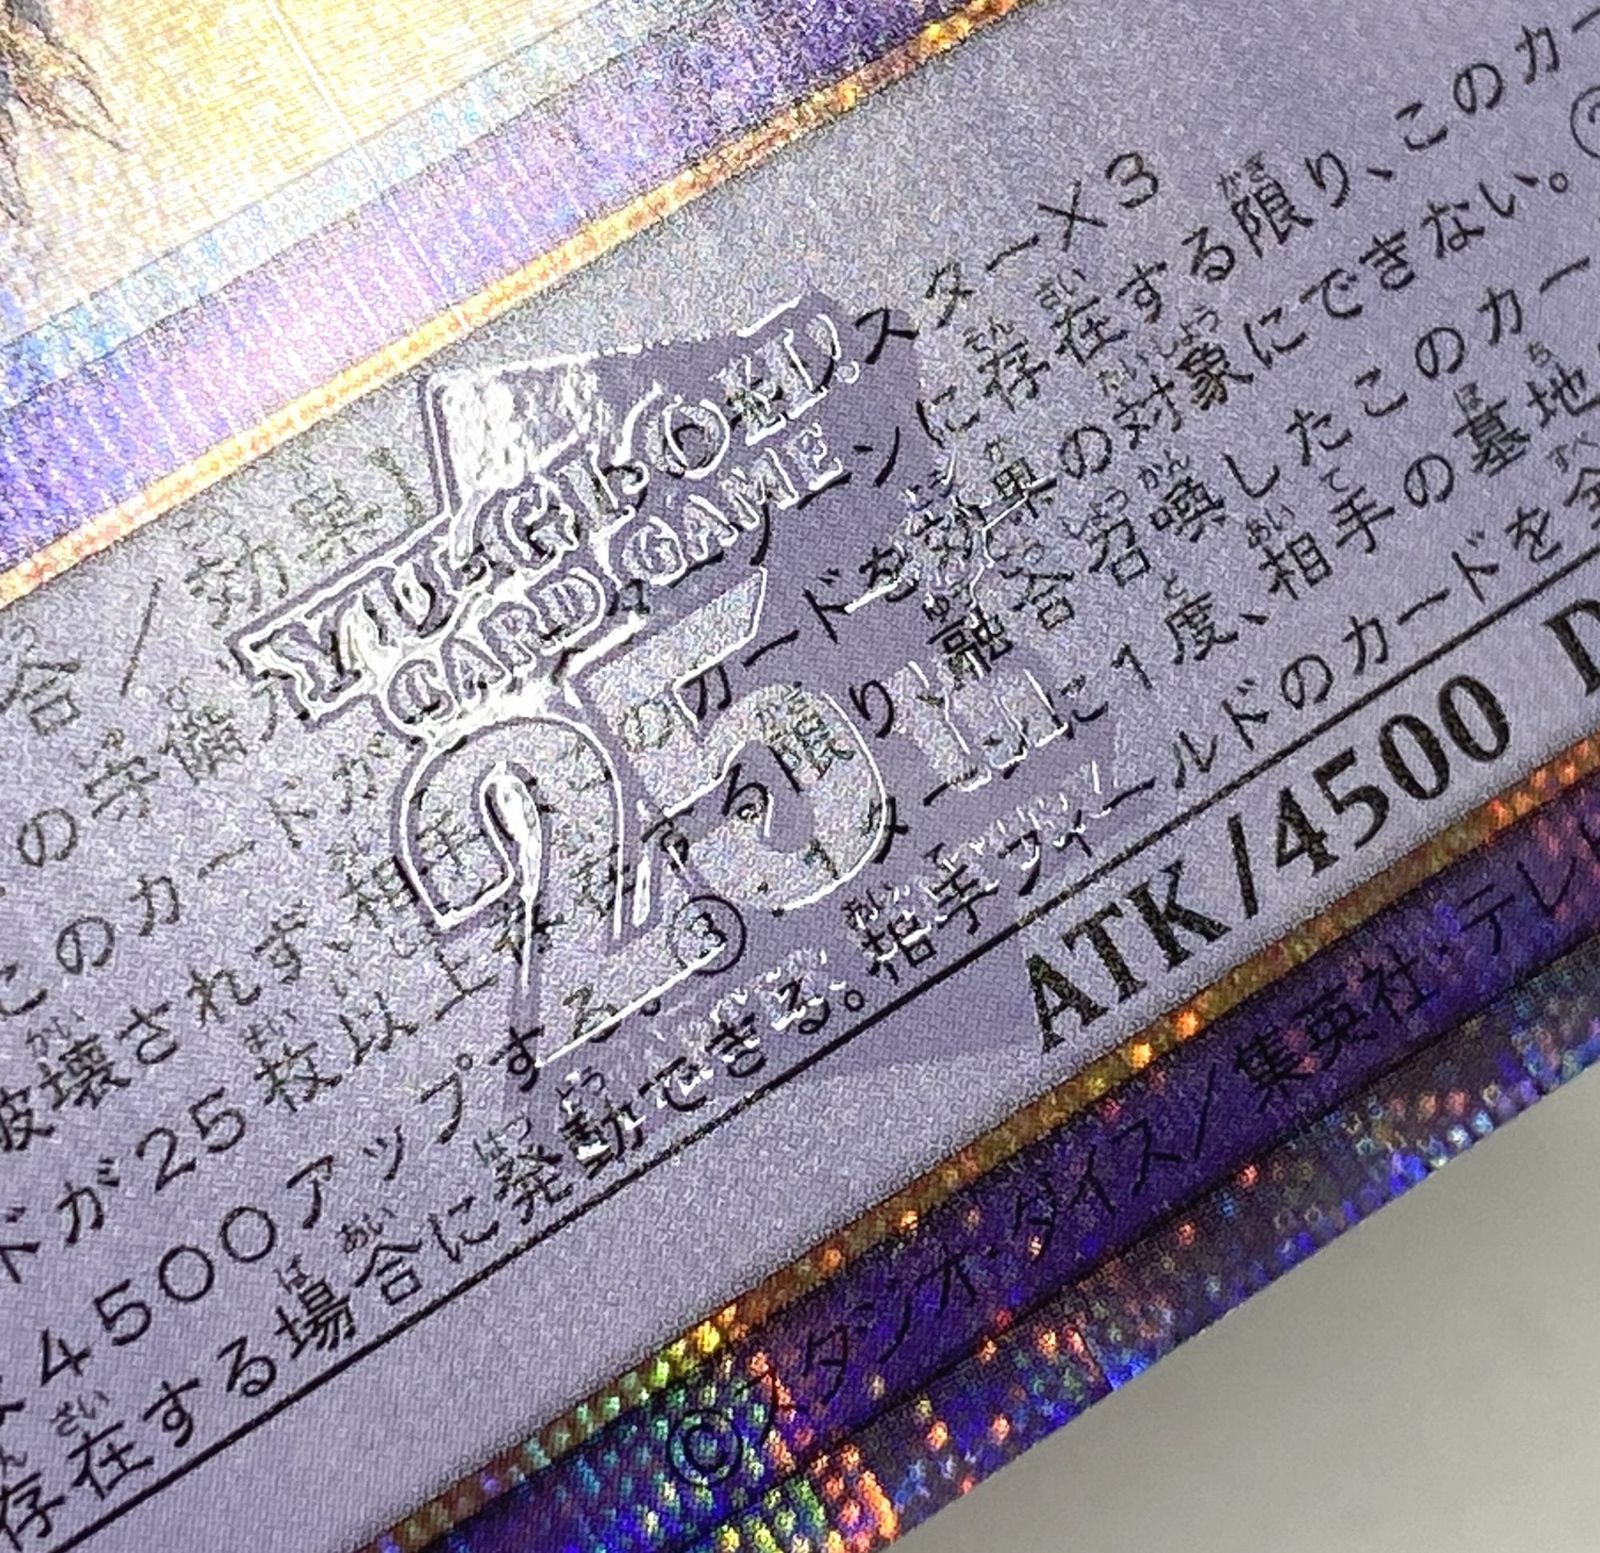 合／効果
モンスター×3
の守備
ゾーンに存在する限り、このカー
このカードが
カードを効果の対象にできない。
破壊されず、相手
する限り
融合召喚したこのカー
ドが25枚以上存在
③
1ターンに1度、相手の墓地
4500アップする。
相手フィールドのカードを全
存在する場合に発動できる。
ATK/4500 D
YU-GI-OH!
CARD GAME
25
TH
©スタジオ・ダイス/集英社・テレ